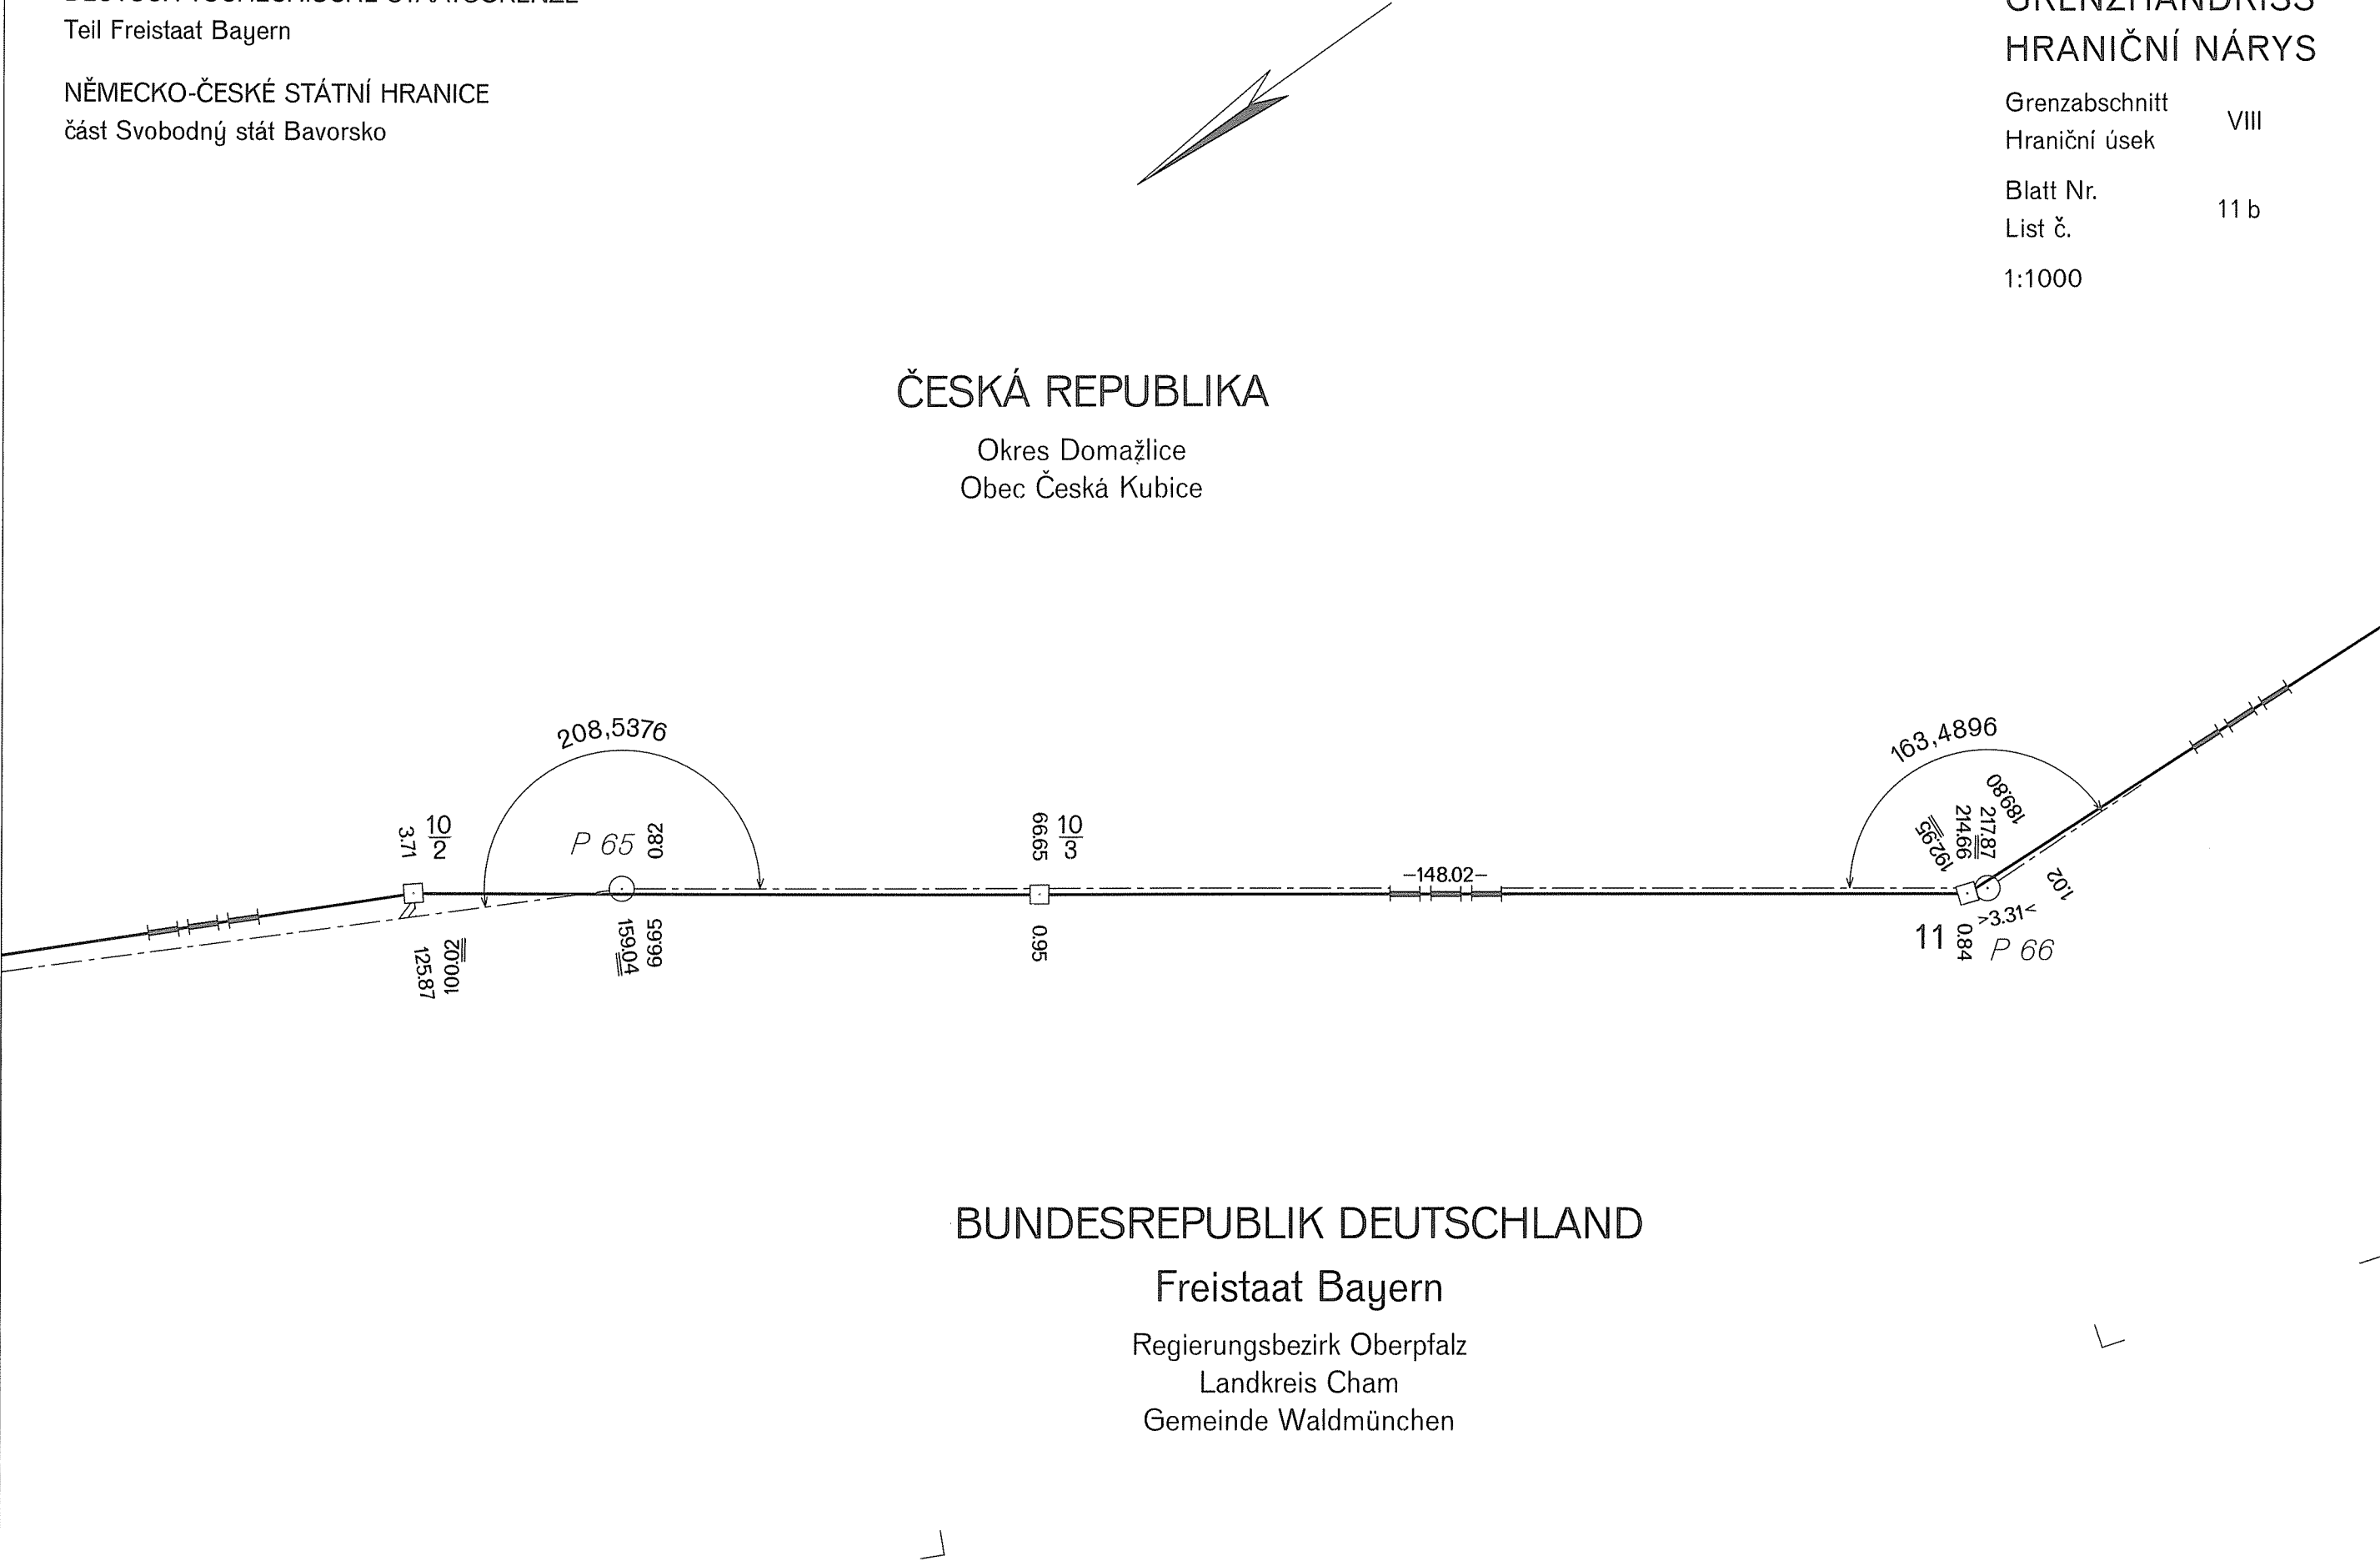 Teil Freistaat Bayern
NĚMECKO-ČESKÉ STÁTNÍ HRANICE
část Svobodný stát Bavorsko
GRENZHANDRISS
HRANIČNÍ NÁRYS
Grenzabschnitt
Hraniční úsek
VIII
Blatt Nr.
List č.
11 b
1:1000
ČESKÁ REPUBLIKA
Okres Domažlice
Obec Česká Kubice
208,5376
163,4896
3.71
10
2
P 65
0.82
66.65
10
3
-148.02-
192.95
214.66
217.87
189.80
1.02
125.87
100.02
159.04
66.65
0.95
11
0.84
>3.31<
P 66
BUNDESREPUBLIK DEUTSCHLAND
Freistaat Bayern
Regierungsbezirk Oberpfalz
Landkreis Cham
Gemeinde Waldmünchen